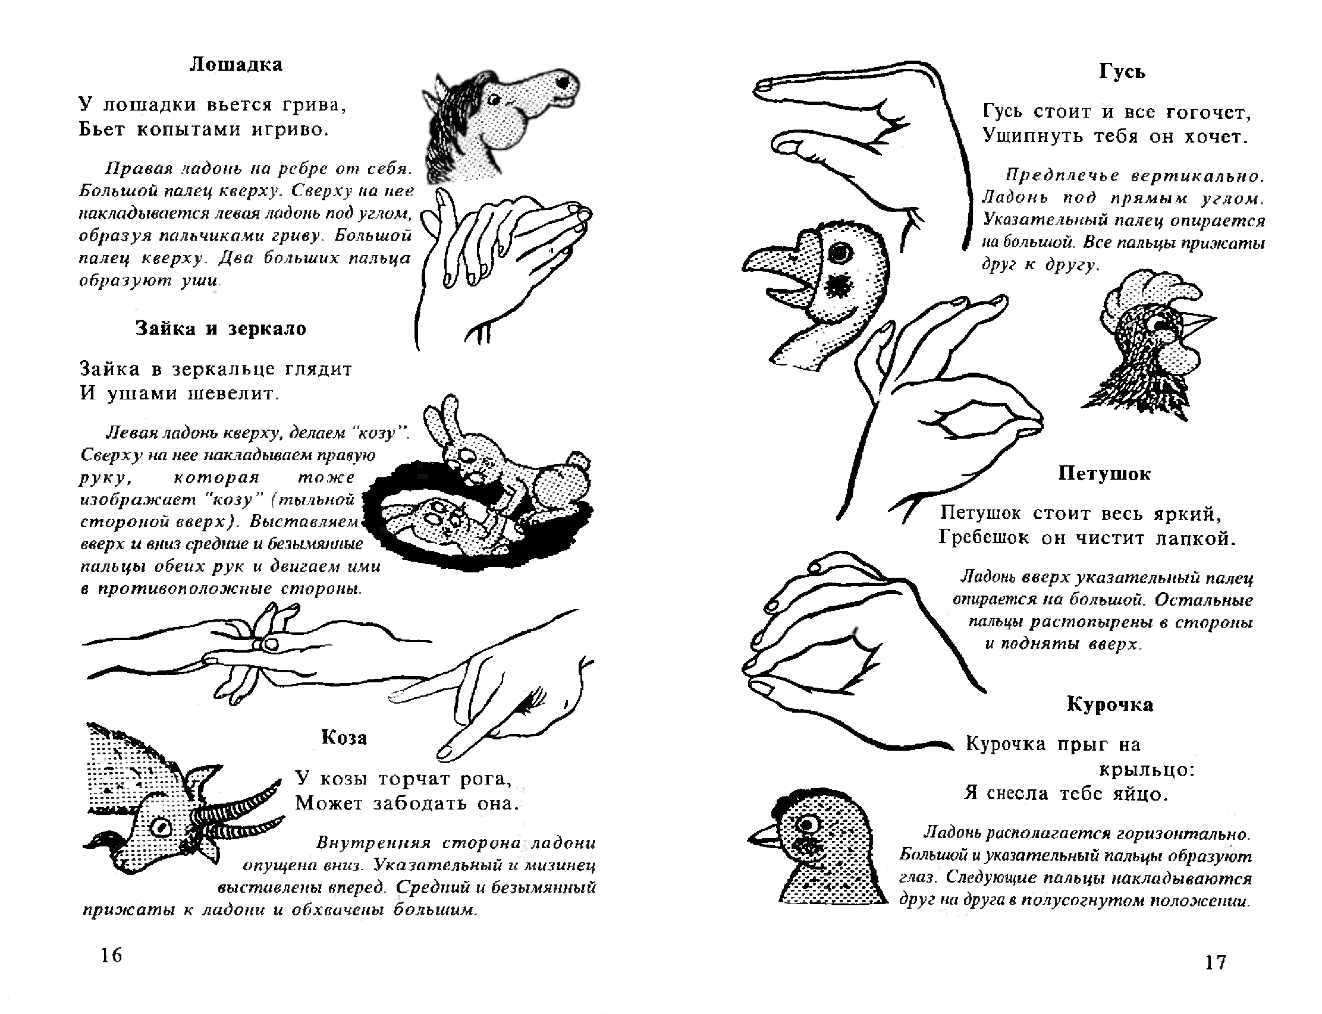 Лошадка
У лошадки вьется грива,
Бьет копытами игриво.
Правая ладонь на ребре от себя.
Большой палец кверху. Сверху на нее
накладывается левая ладонь под углом,
образуя пальчиками гриву. Большой
палец кверху. Два больших пальца
образуют уши.
Зайка и зеркало
Зайка в зеркальце глядит
И ушами шевелит.
Левая ладонь кверху, делаем "козу".
Сверху на нее накладываем правую
руку, которая тоже
изображает "козу" (тыльной
стороной вверх). Выставляем
вверх и вниз средние и безымянные
пальцы обеих рук и двигаем ими
в противоположные стороны.
Коза
У козы торчат рога,
Может забодать она.
Внутренняя сторона ладони
опущена вниз. Указательный и мизинец
выставлены вперед. Средний и безымянный
прижаты к ладони и обхвачены большим.
16
Гусь
Гусь стоит и все гогочет,
Ущипнуть тебя он хочет.
Предплечье вертикально.
Ладонь под прямым углом.
Указательный палец опирается
на большой. Все пальцы прижаты
друг к другу.
Петушок
Петушок стоит весь яркий,
Гребешок он чистит лапкой.
Ладонь вверх указательный палец
опирается на большой. Остальные
пальцы растопырены в стороны
и подняты вверх.
Курочка
Курочка прыг на
крыльцо:
Я снесла тебе яйцо.
Ладонь располагается горизонтально.
Большой и указательный пальцы образуют
глаз. Следующие пальцы накладываются
друг на друга в полусогнутом положении.
17